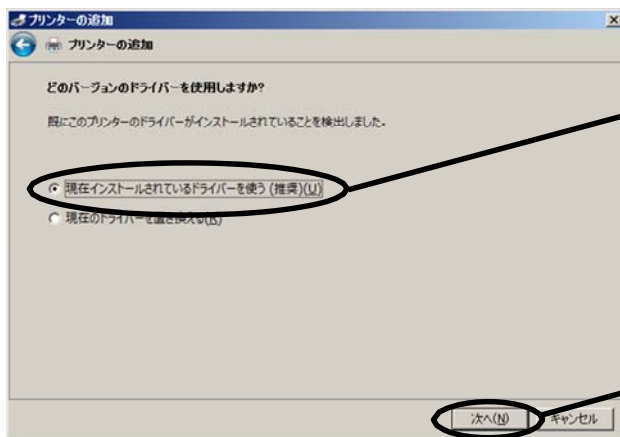 プリンターの追加
プリンターの追加
どのバージョンのドライバーを使用しますか?
既にこのプリンターのドライバーがインストールされていることを検出しました。
現在インストールされているドライバーを使う (推奨)(U)
現在のドライバーを置き換える(R)
次へ(N) キャンセル